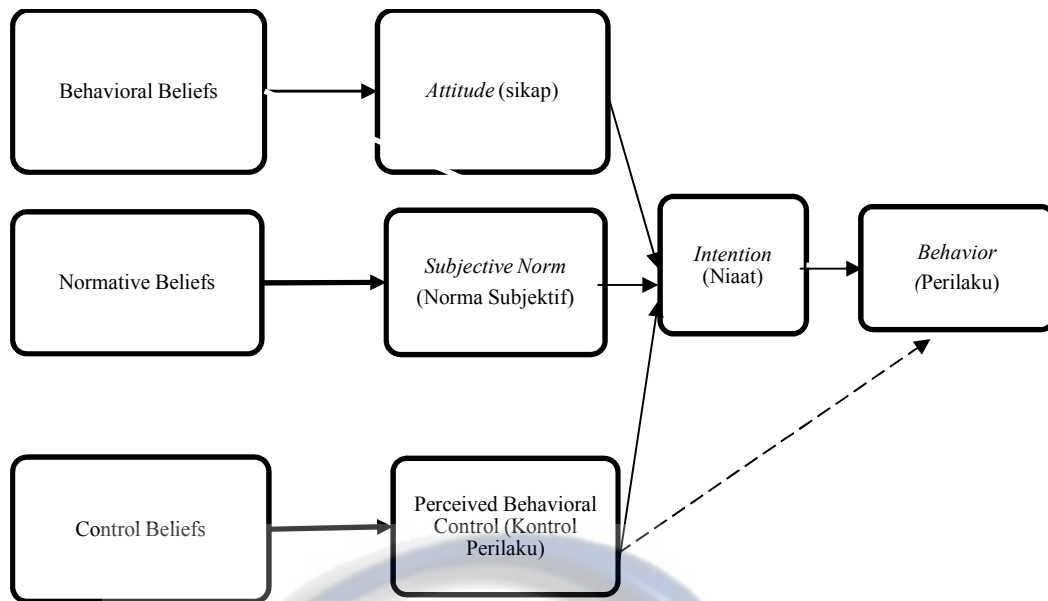 Behavioral Beliefs
Attitude (sikap)
Normative Beliefs
Subjective Norm
(Norma Subjektif)
Intention
(Niaat)
Behavior
(Perilaku)
Control Beliefs
Perceived Behavioral
Control (Kontrol
Perilaku)